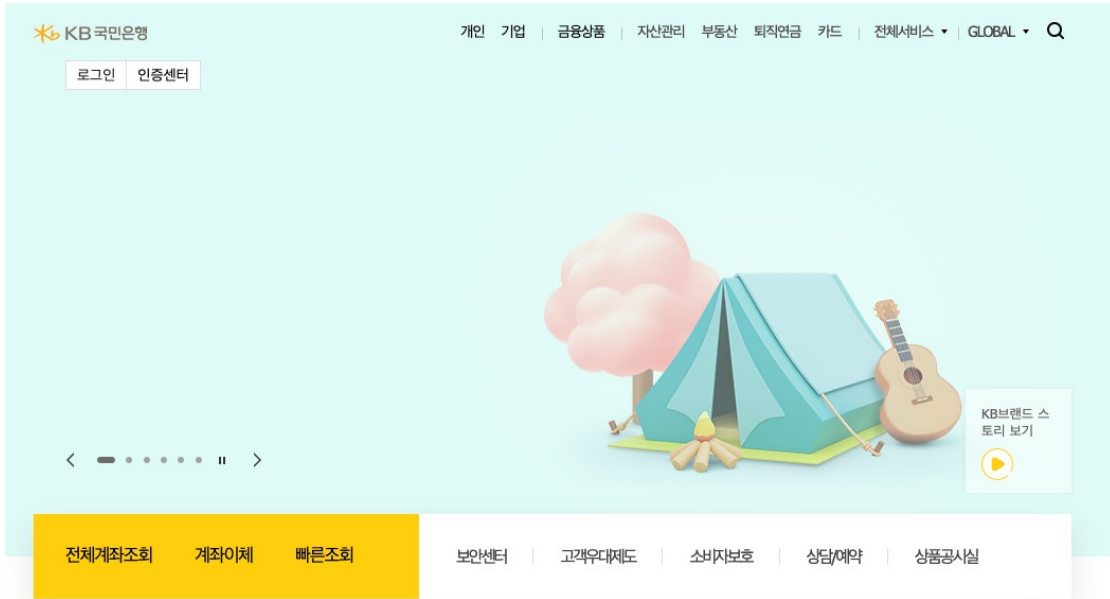 KB 국민은행
개인 기업 금융상품 자산관리 부동산 퇴직연금 카드 전체서비스 GLOBAL
로그인 인증센터
KB브랜드 스
토리 보기
전체계좌조회 계좌이체 빠른조회
보안센터 고객우대제도 소비자보호 상담/예약 상품공시실